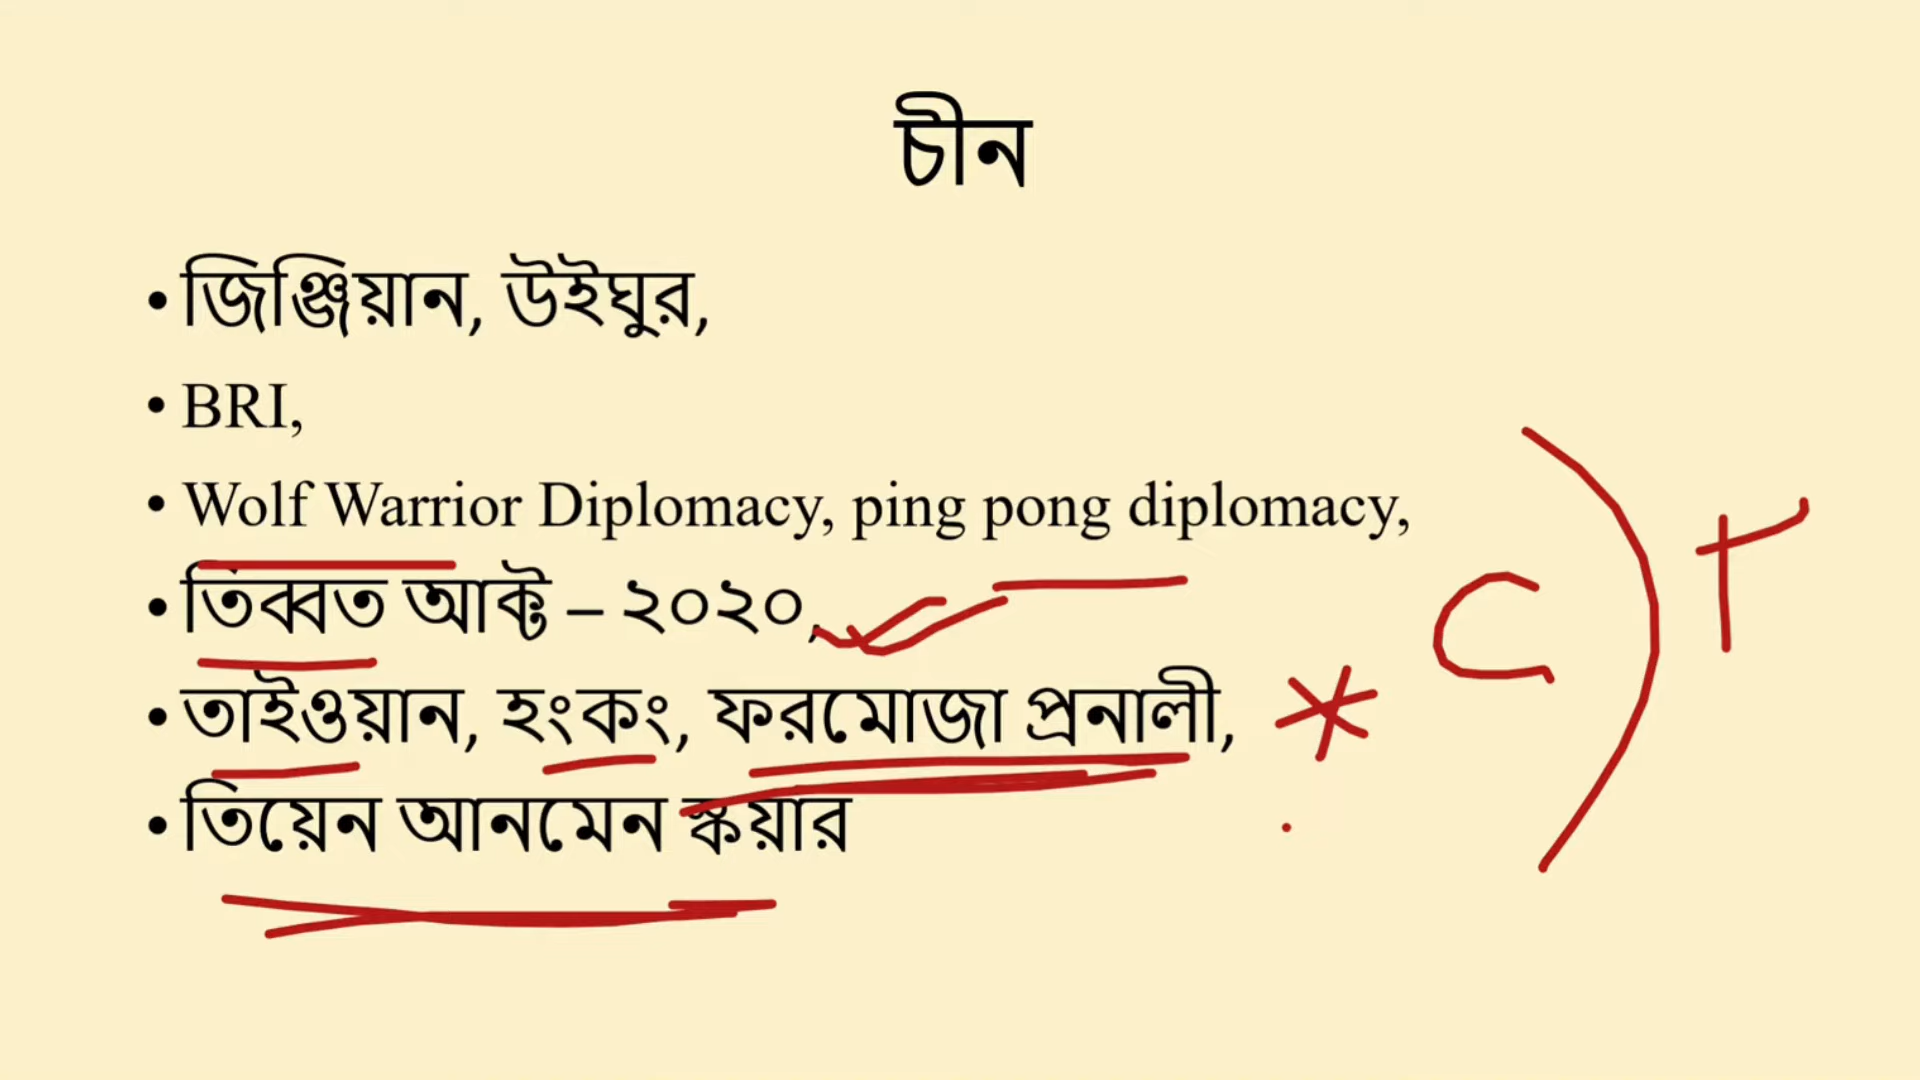 চীন
• জিঞ্জিয়ান, উইঘুর,
• BRI,
• Wolf Warrior Diplomacy, ping pong diplomacy,
• তিব্বত আক্ট – ২০২০,
• তাইওয়ান, হংকং, ফরমোজা প্রনালী,
• তিয়েন আনমেন স্কয়ার
C ) T